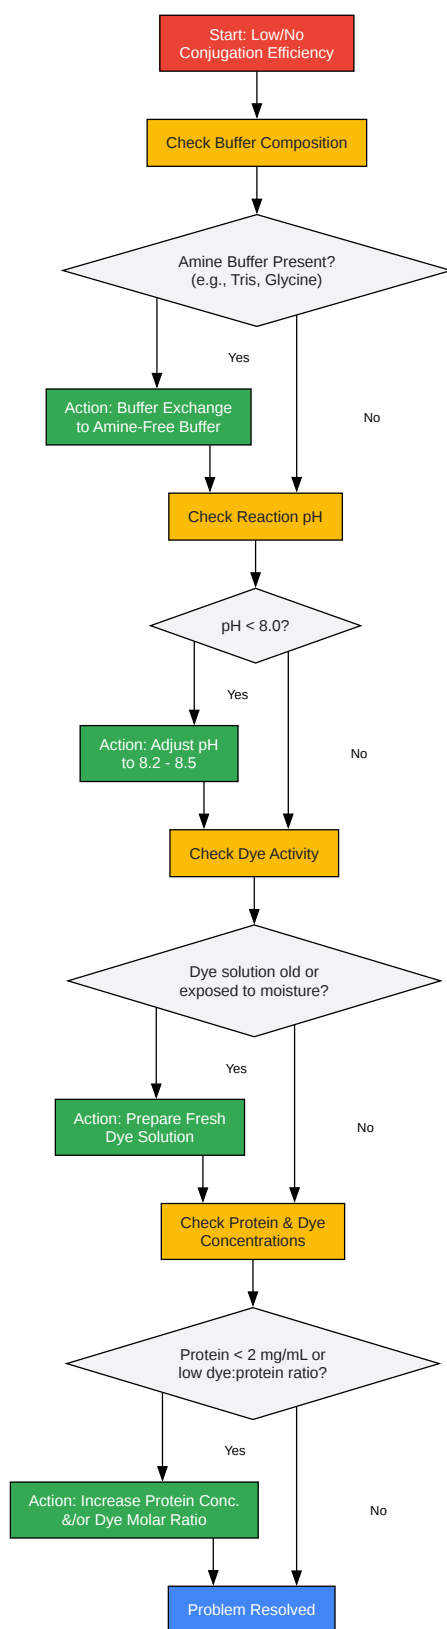 Start: Low/No
Conjugation Efficiency
Check Buffer Composition
Amine Buffer Present?
(e.g., Tris, Glycine)
Yes
Action: Buffer Exchange
to Amine-Free Buffer
No
Check Reaction pH
pH < 8.0?
Yes
Action: Adjust pH
to 8.2 - 8.5
No
Check Dye Activity
Dye solution old or
exposed to moisture?
Yes
Action: Prepare Fresh
Dye Solution
No
Check Protein & Dye
Concentrations
Protein < 2 mg/mL or
low dye:protein ratio?
Yes
Action: Increase Protein Conc.
&/or Dye Molar Ratio
No
Problem Resolved